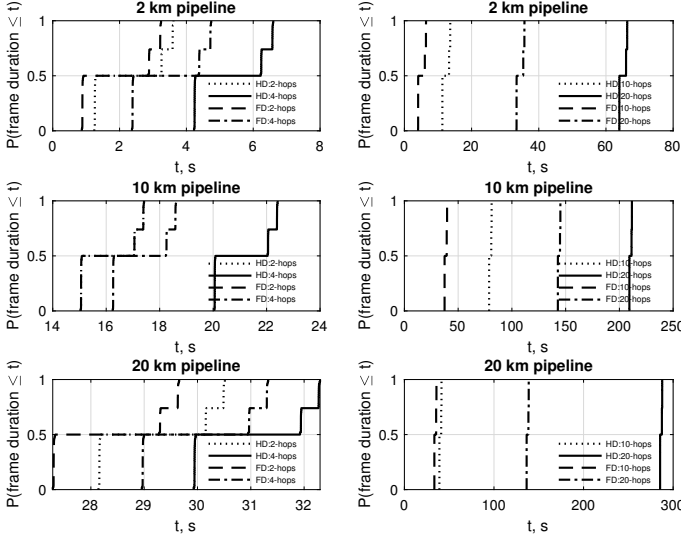 2 km pipeline
P(frame duration ≤ t)
1
0.5
0
0 2 4 6 8
t, s
HD:2-hops
HD:4-hops
FD:2-hops
FD:4-hops
2 km pipeline
P(frame duration ≤ t)
1
0.5
0
0 20 40 60 80
t, s
HD:10-hops
HD:20-hops
FD:10-hops
FD:20-hops
10 km pipeline
P(frame duration ≤ t)
1
0.5
0
14 16 18 20 22 24
t, s
HD:2-hops
HD:4-hops
FD:2-hops
FD:4-hops
10 km pipeline
P(frame duration ≤ t)
1
0.5
0
0 50 100 150 200 250
t, s
HD:10-hops
HD:20-hops
FD:10-hops
FD:20-hops
20 km pipeline
P(frame duration ≤ t)
1
0.5
0
28 29 30 31 32
t, s
HD:2-hops
HD:4-hops
FD:2-hops
FD:4-hops
20 km pipeline
P(frame duration ≤ t)
1
0.5
0
0 100 200 300
t, s
HD:10-hops
HD:20-hops
FD:10-hops
FD:20-hops